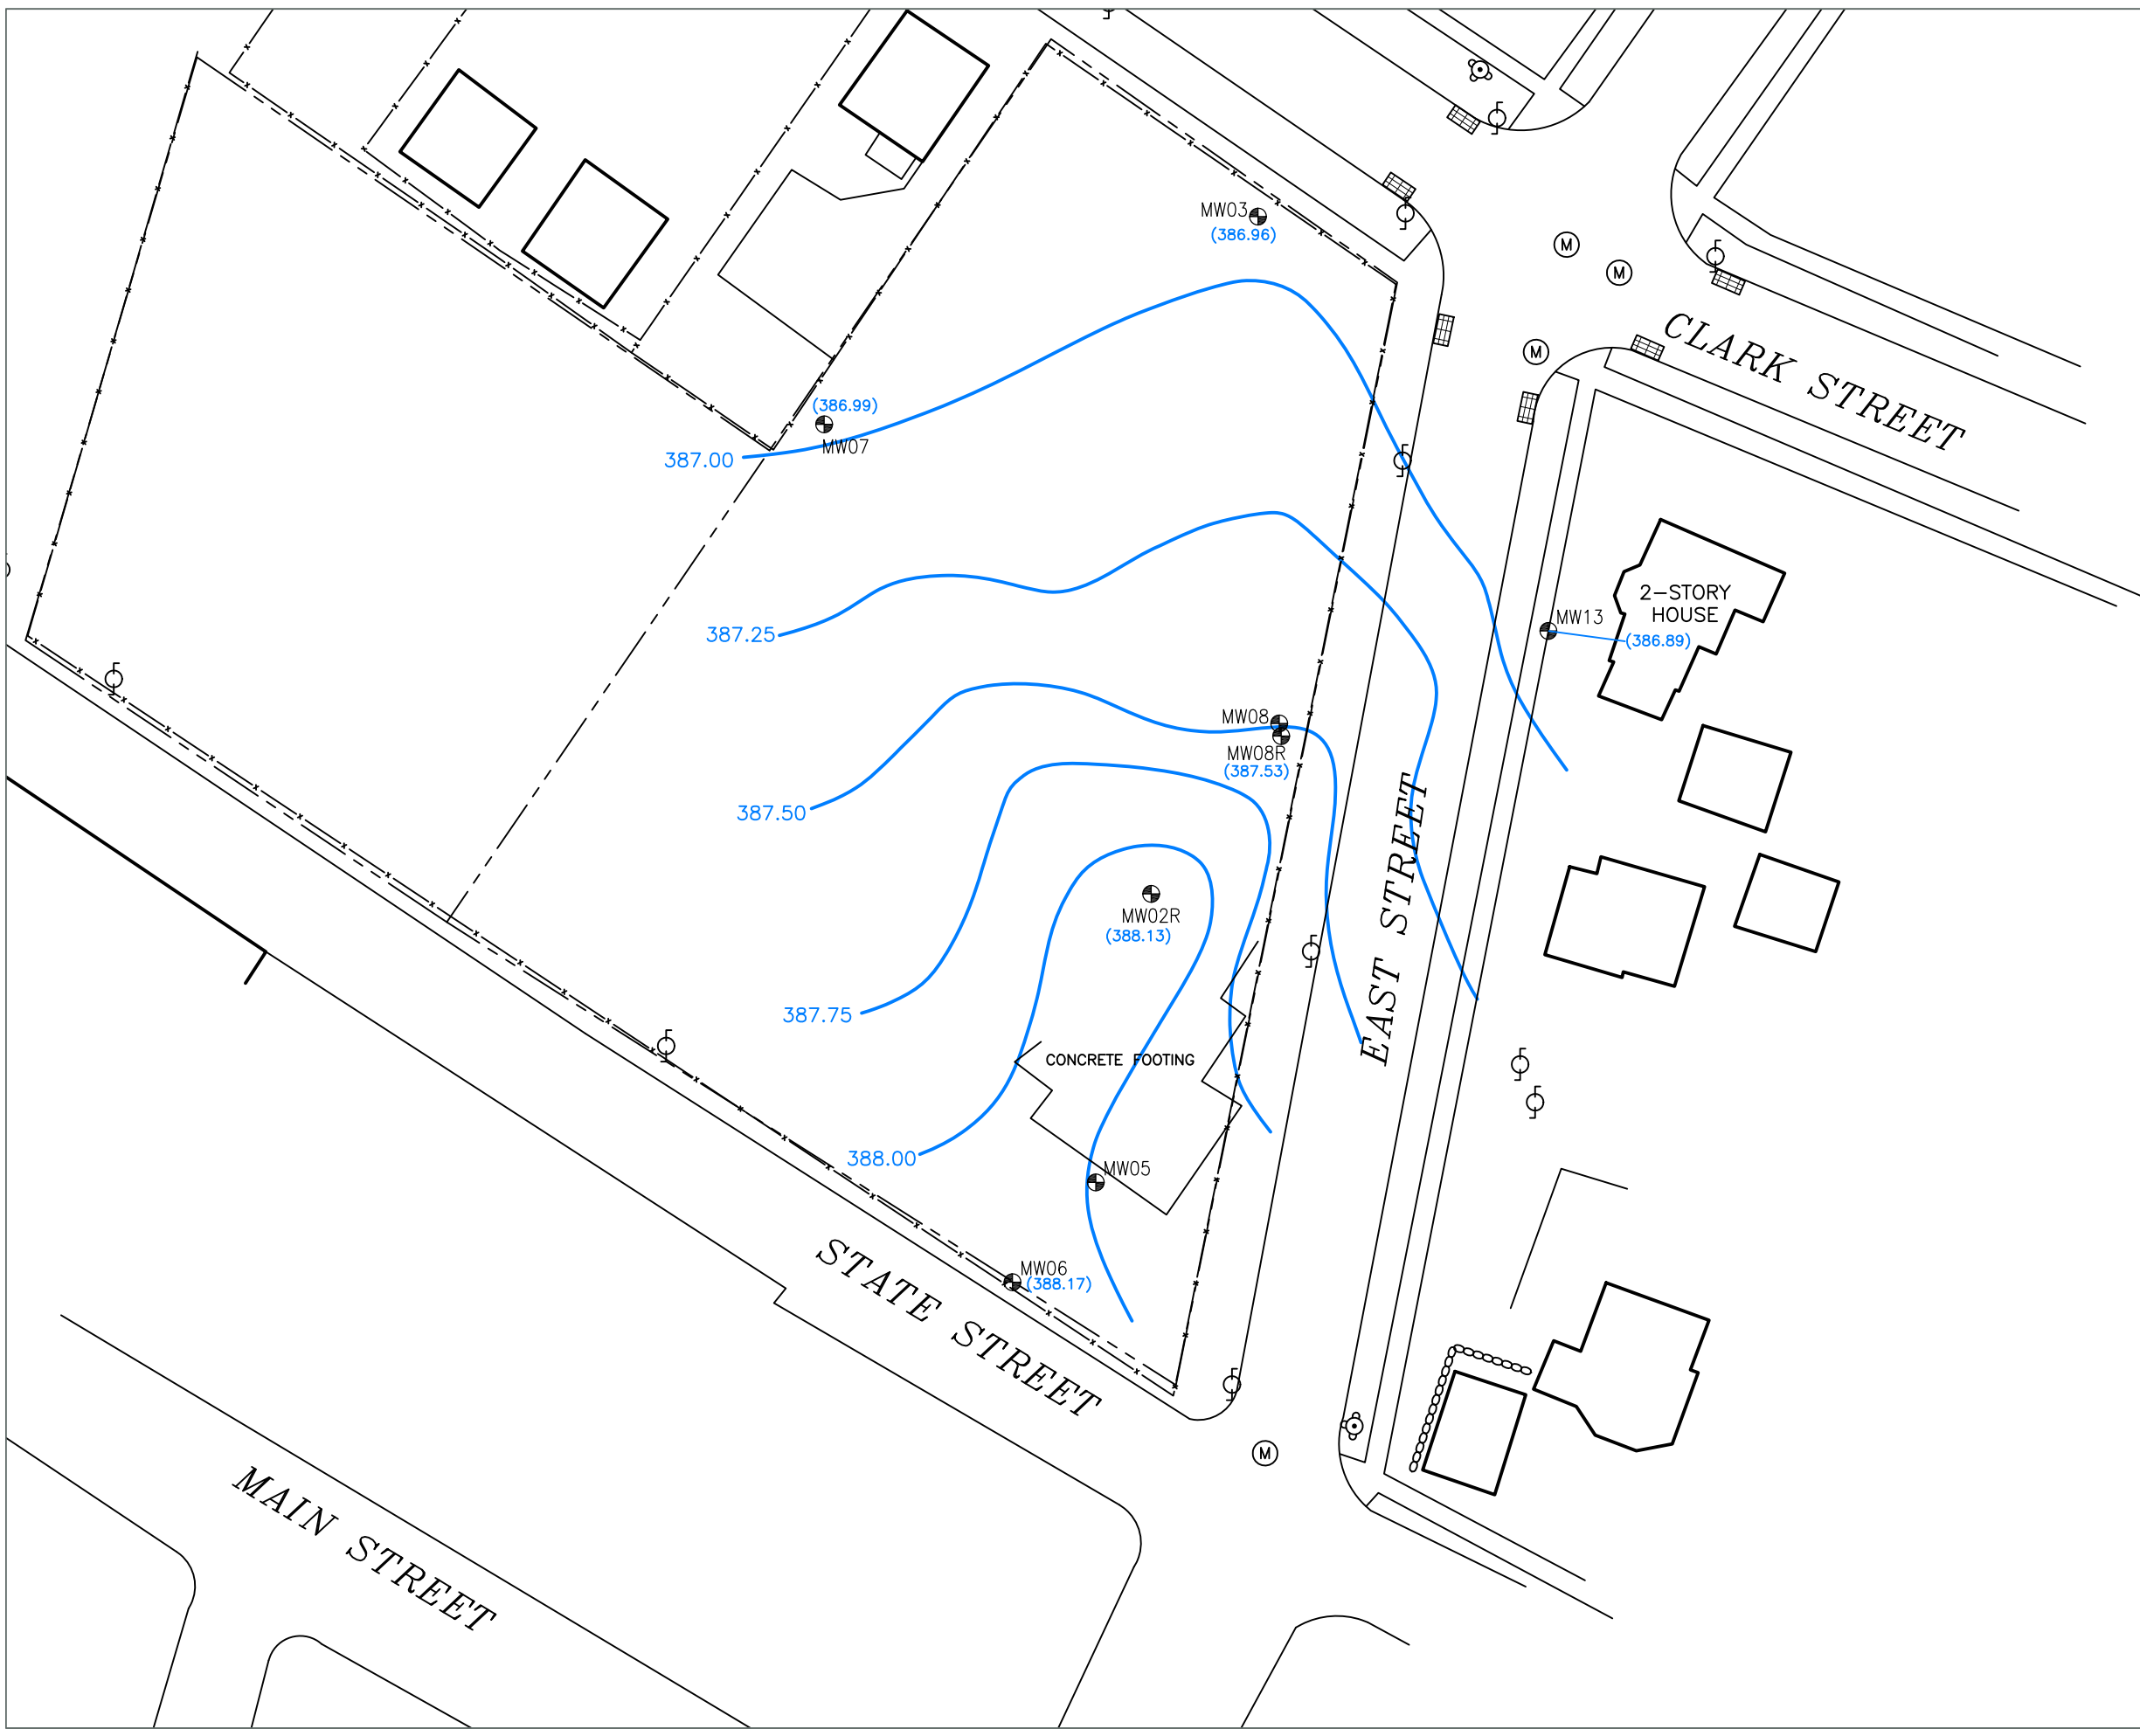 MW03
(386.96)
M
M
CLARK STREET
M
(386.99)
MW07
387.00
2-STORY
HOUSE
MW13
(386.89)
387.25
MW08
MW08R
(387.53)
387.50
EAST STREET
MW02R
(388.13)
387.75
CONCRETE FOOTING
388.00
MW05
MW06
(388.17)
STATE STREET
M
MAIN STREET